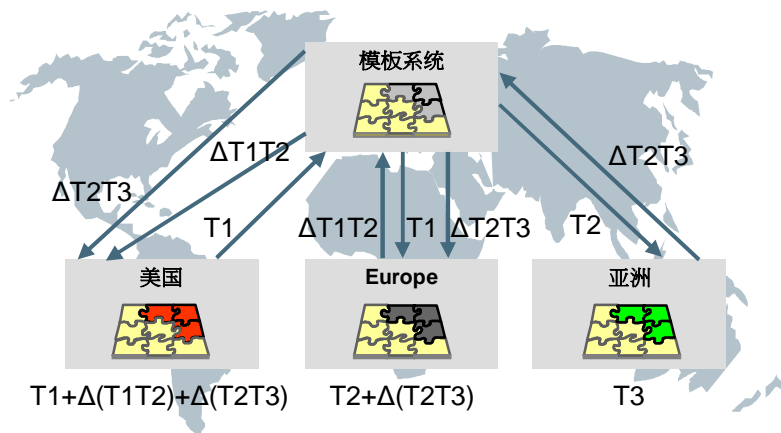 模板系统
ΔT1T2
ΔT2T3
ΔT2T3
T1
ΔT1T2
T1
ΔT2T3
T2
美国
Europe
亚洲
T1+Δ(T1T2)+Δ(T2T3)
T2+Δ(T2T3)
T3